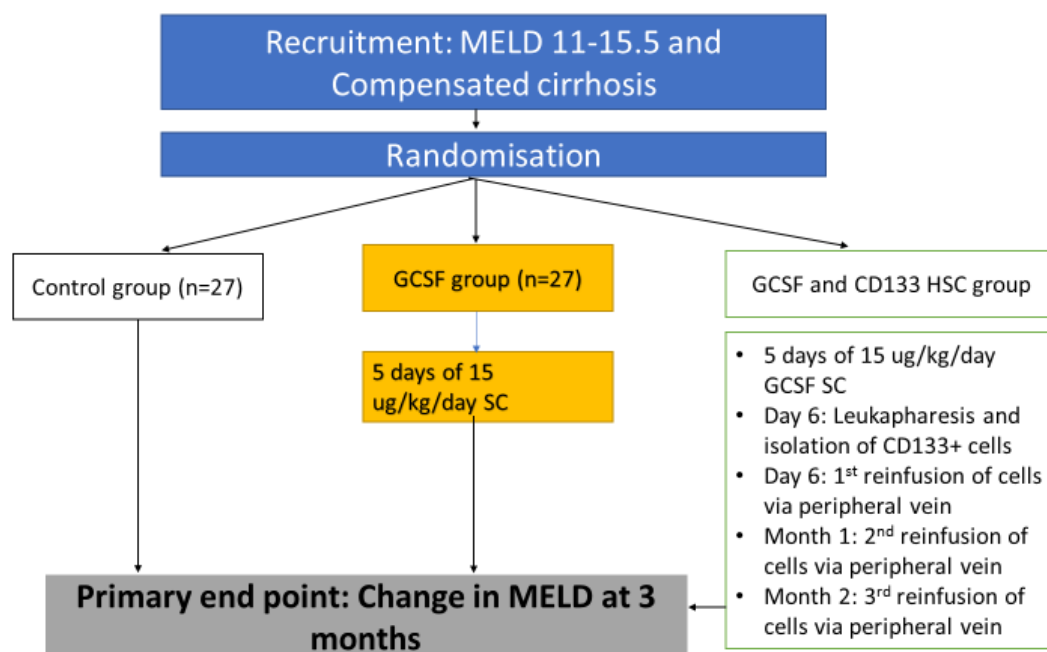 Recruitment: MELD 11-15.5 and
Compensated cirrhosis
Randomisation
Control group (n=27)
GCSF group (n=27)
GCSF and CD133 HSC group
5 days of 15
ug/kg/day SC
• 5 days of 15 ug/kg/day
GCSF SC
• Day 6: Leukapharesis and
isolation of CD133+ cells
• Day 6: 1st reinfusion of cells
via peripheral vein
• Month 1: 2nd reinfusion of
cells via peripheral vein
• Month 2: 3rd reinfusion of
cells via peripheral vein
Primary end point: Change in MELD at 3
months